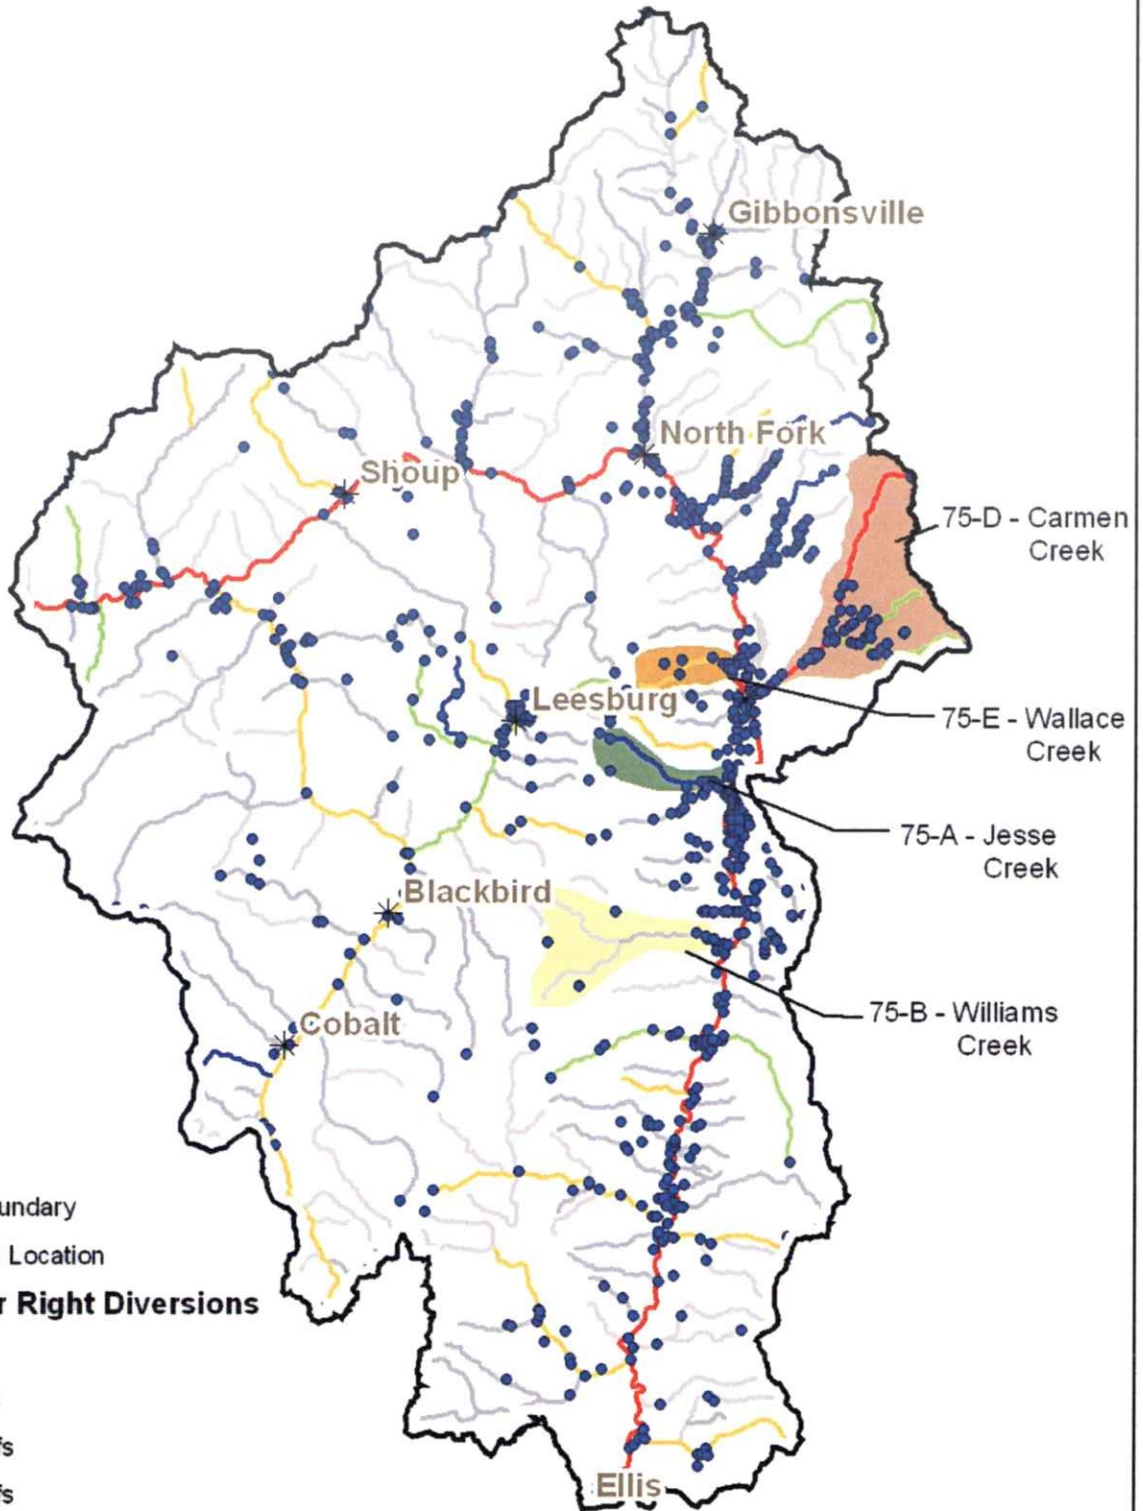 Gibbonsville
North Fork
Shoup
75-D - Carmen
Creek
Leesburg
75-E - Wallace
Creek
75-A - Jesse
Creek
Blackbird
75-B - Williams
Creek
Cobalt
Location
Right Diversions
Ellis